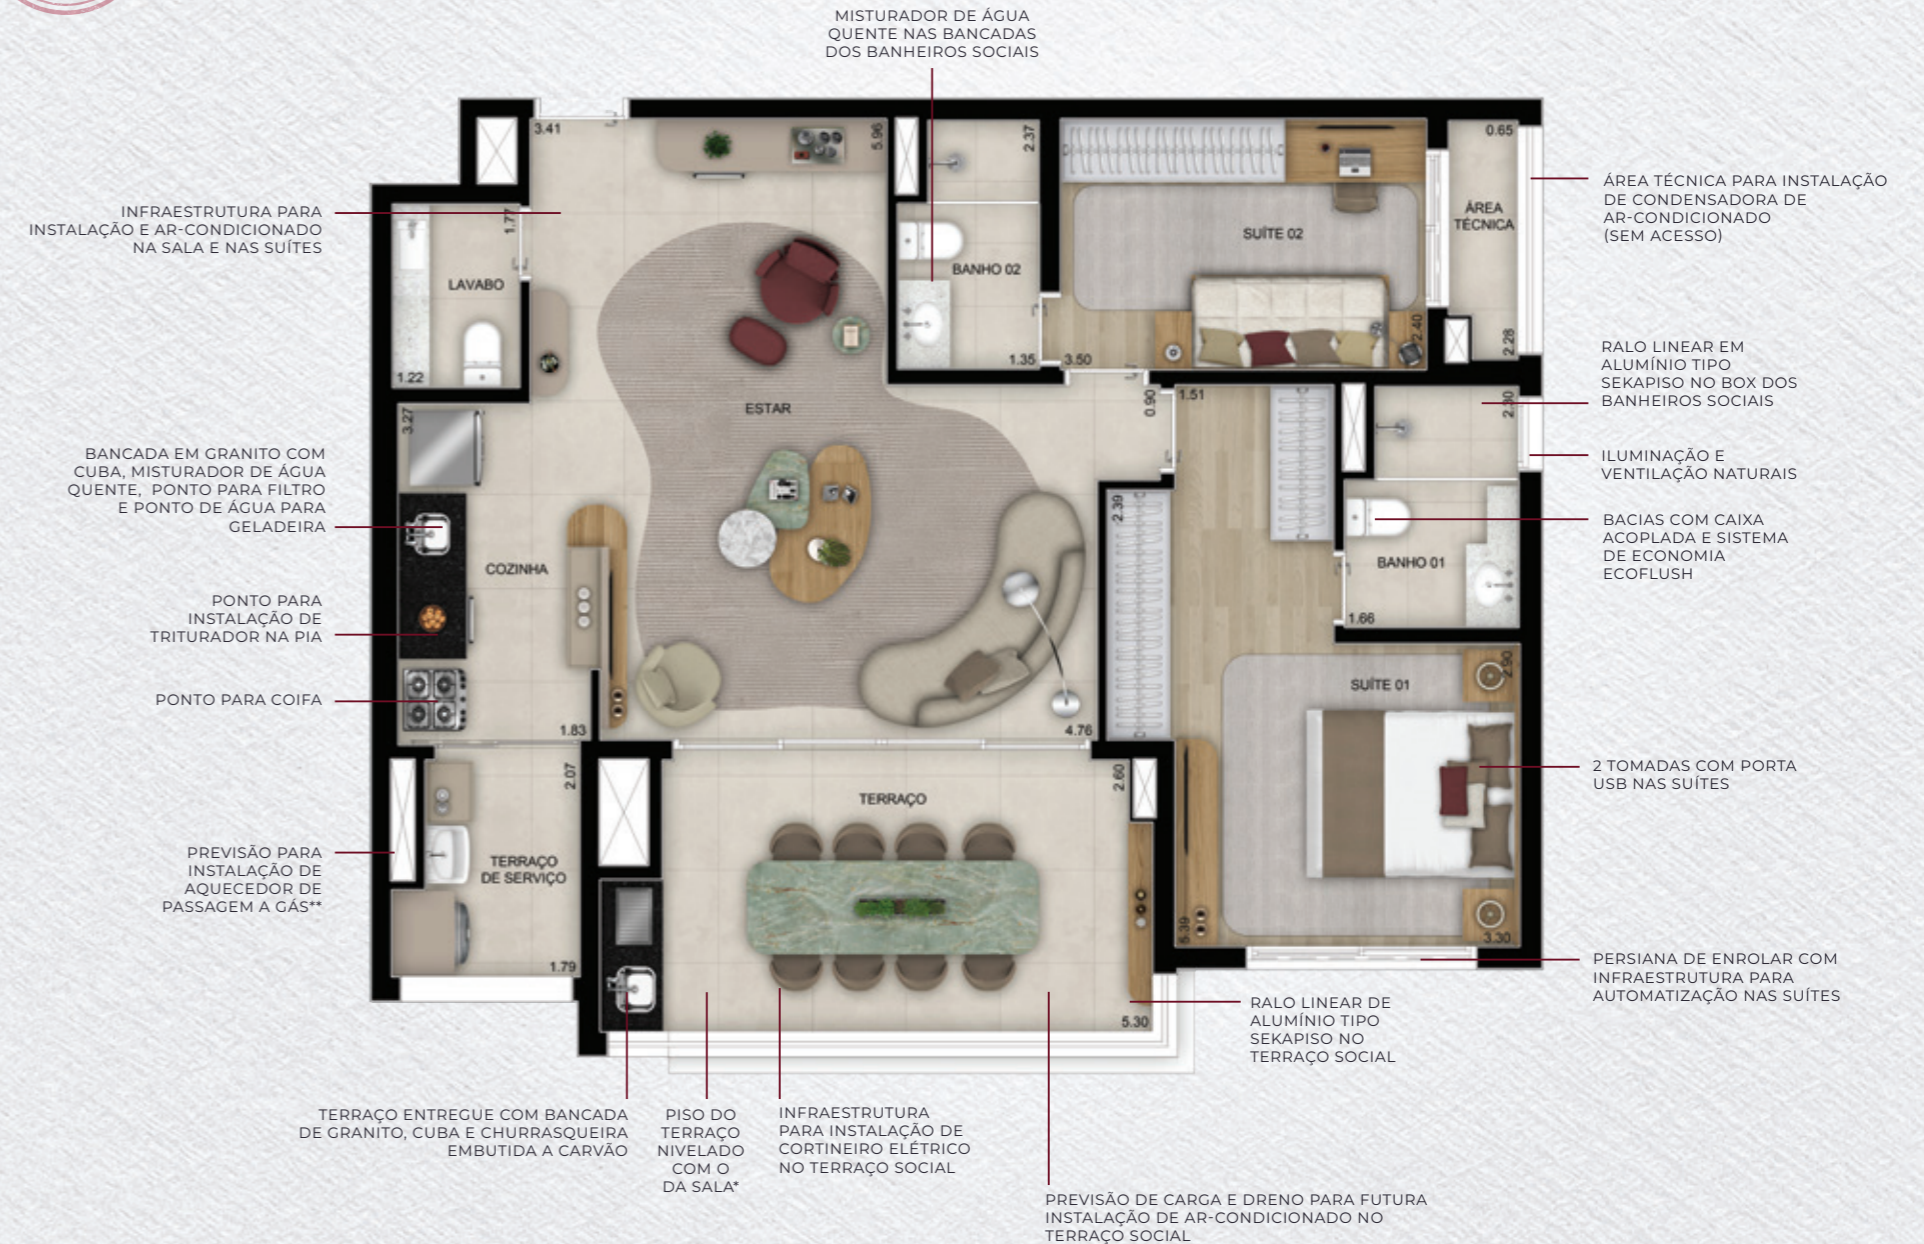 MISTURADOR DE ÁGUA
QUENTE NAS BANCADAS
DOS BANHEIROS SOCIAIS
INFRAESTRUTURA PARA
INSTALAÇÃO E AR-CONDICIONADO
NA SALA E NAS SUÍTES
BANCADA EM GRANITO COM
CUBA, MISTURADOR DE ÁGUA
QUENTE, PONTO PARA FILTRO
E PONTO DE ÁGUA PARA
GELADEIRA
PONTO PARA
INSTALAÇÃO DE
TRITURADOR NA PIA
PONTO PARA COIFA
PREVISÃO PARA
INSTALAÇÃO DE
AQUECEDOR DE
PASSAGEM A GÁS**
3.41
5.96
1.77
LAVABO
1.22
3.27
ESTAR
COZINHA
1.83
4.76
2.37
BANHO 02
1.35
SUÍTE 02
3.50
2.40
0.65
ÁREA
TÉCNICA
2.28
0.90
1.51
2.39
2.30
BANHO 01
1.66
SUÍTE 01
2.90
5.39
3.30
2.07
TERRAÇO
DE SERVIÇO
1.79
TERRAÇO
2.60
5.30
ÁREA TÉCNICA PARA INSTALAÇÃO
DE CONDENSADORA DE
AR-CONDICIONADO
(SEM ACESSO)
RALO LINEAR EM
ALUMÍNIO TIPO
SEKAPISO NO BOX DOS
BANHEIROS SOCIAIS
ILUMINAÇÃO E
VENTILAÇÃO NATURAIS
BACIAS COM CAIXA
ACOPLADA E SISTEMA
DE ECONOMIA
ECOFLUSH
2 TOMADAS COM PORTA
USB NAS SUÍTES
PERSIANA DE ENROLAR COM
INFRAESTRUTURA PARA
AUTOMATIZAÇÃO NAS SUÍTES
RALO LINEAR DE
ALUMÍNIO TIPO
SEKAPISO NO
TERRAÇO SOCIAL
TERRAÇO ENTREGUE COM BANCADA
DE GRANITO, CUBA E CHURRASQUEIRA
EMBUTIDA A CARVÃO
PISO DO
TERRAÇO
NIVELADO
COM O
DA SALA*
INFRAESTRUTURA
PARA INSTALAÇÃO DE
CORTINEIRO ELÉTRICO
NO TERRAÇO SOCIAL
PREVISÃO DE CARGA E DRENO PARA FUTURA
INSTALAÇÃO DE AR-CONDICIONADO NO
TERRAÇO SOCIAL